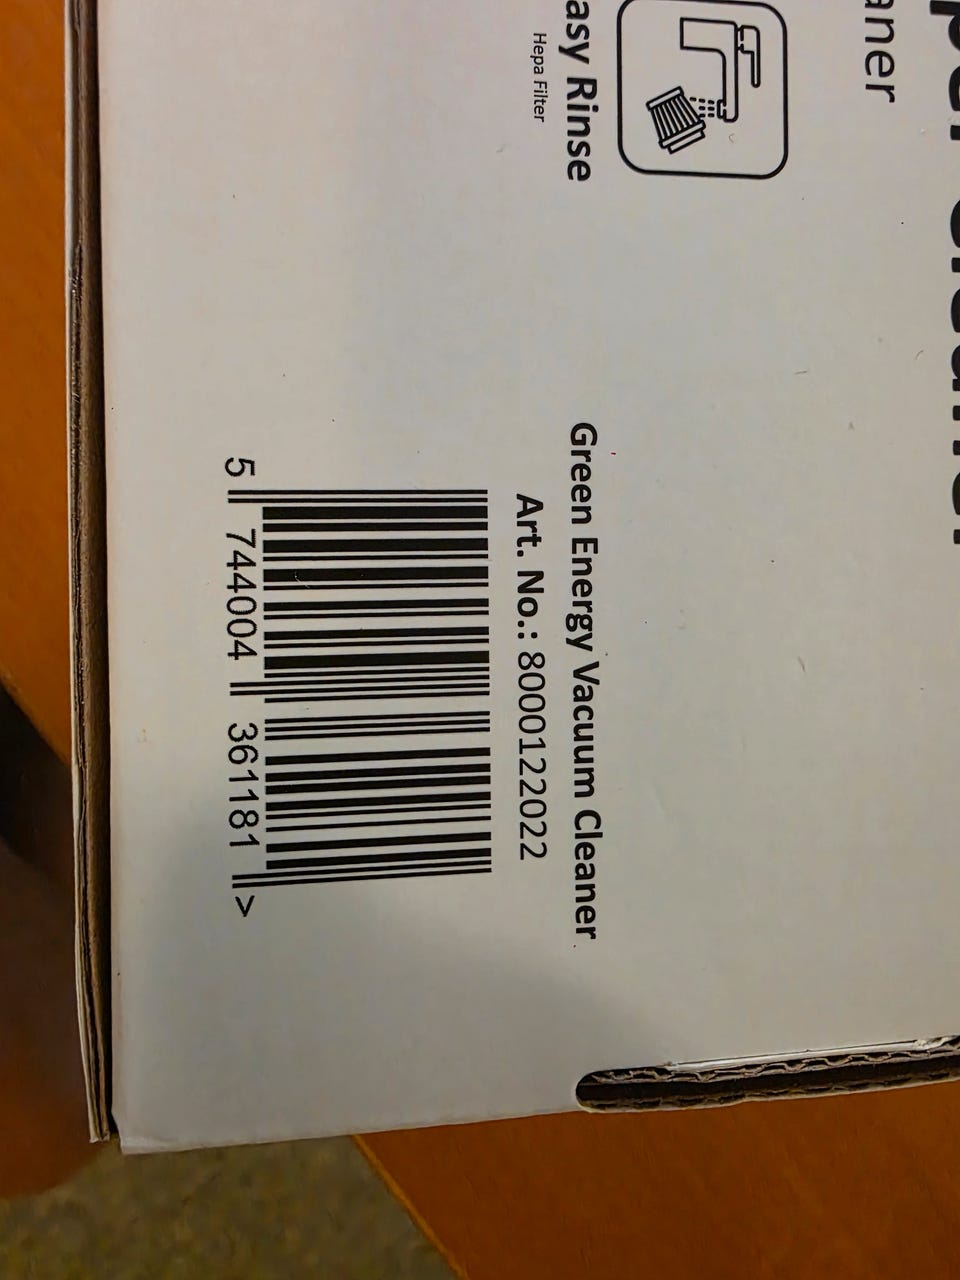 aner
asy Rinse
Hepa Filter
Green Energy Vacuum Cleaner
Art. No.: 8000122022
5 744004 361181 >